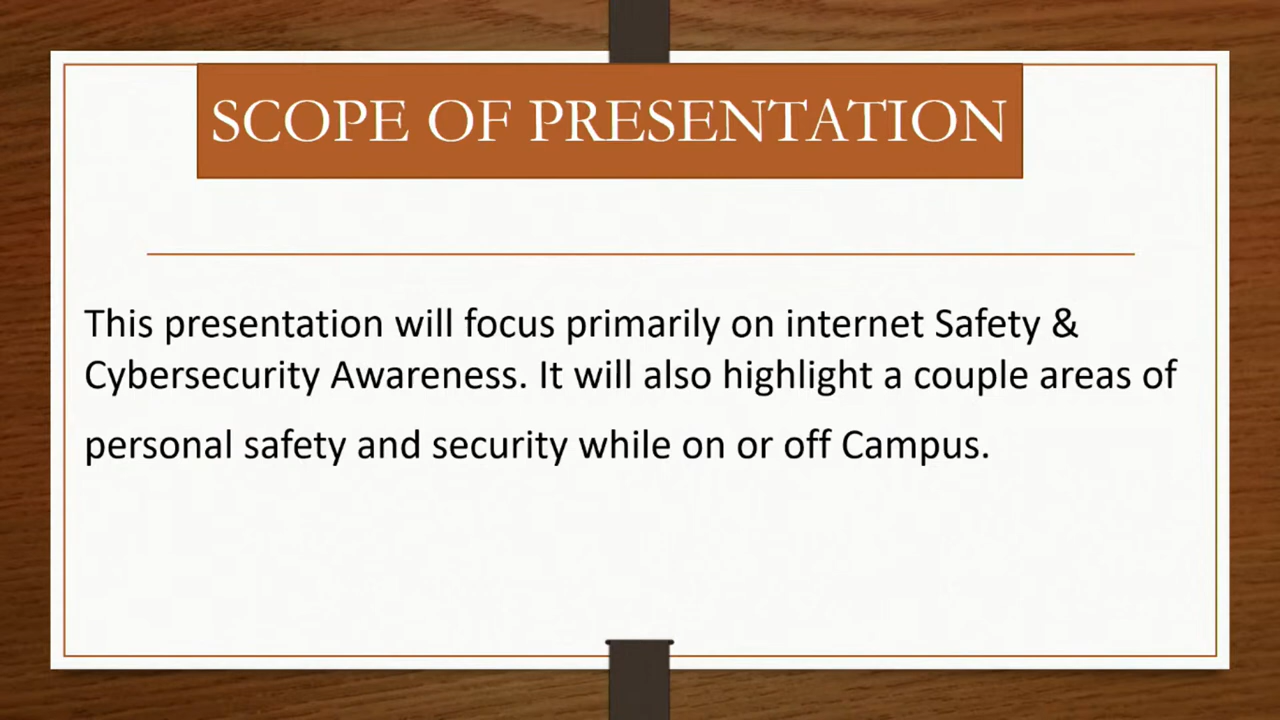 SCOPE OF PRESENTATION
This presentation will focus primarily on internet Safety &
Cybersecurity Awareness. It will also highlight a couple areas of
personal safety and security while on or off Campus.